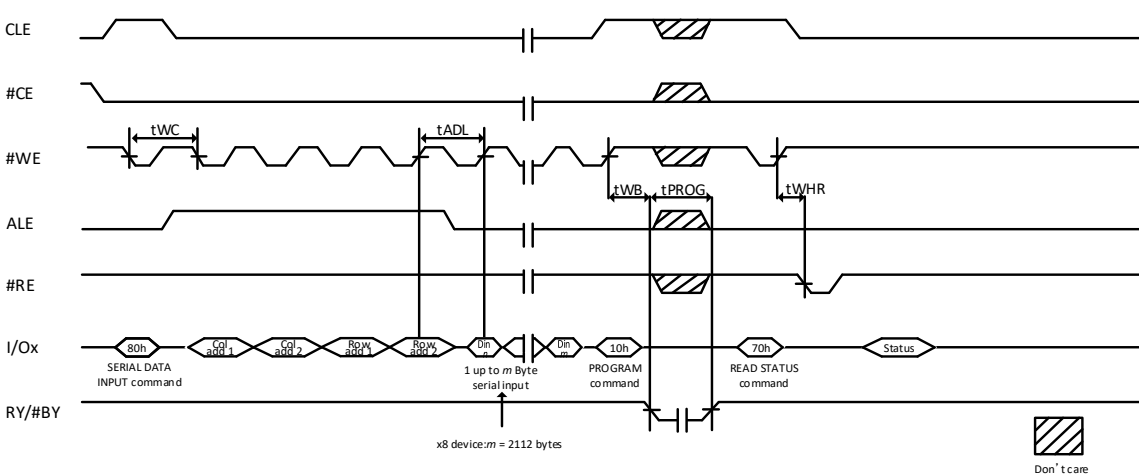 CLE
#CE
tWC
tADL
#WE
tWB
tPROG
tWHR
ALE
#RE
I/Ox
80h
Col
add 1
Col
add 2
Row
add 1
Row
add 2
Din
n
Din
m
10h
70h
Status
SERIAL DATA
INPUT command
1 up to m Byte
serial input
PROGRAM
command
READ STATUS
command
RY/#BY
x8 device:m = 2112 bytes
Don't care